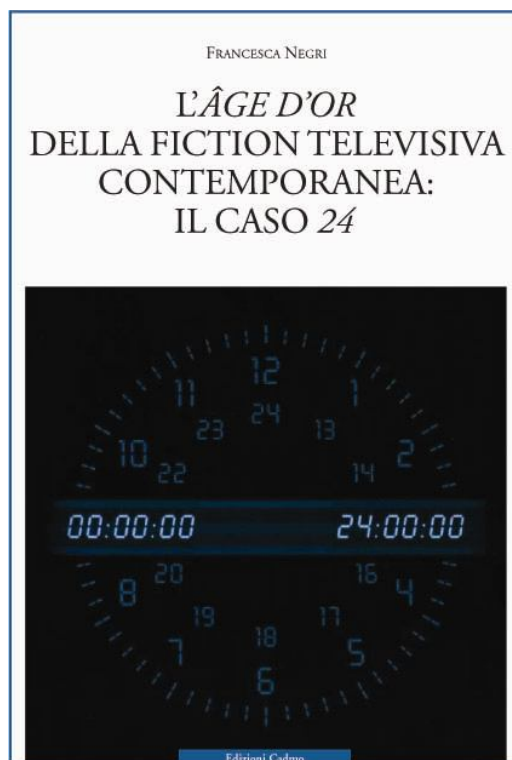 FRANCESCA NEGRI
L'ÂGE D'OR
DELLA FICTION TELEVISIVA
CONTEMPORANEA:
IL CASO 24
12
11 1
24
23 13
10 2
22 14
00:00:00 24:00:00
20 16
8 4
19 17
7 18 5
6
Edizioni Cadmo